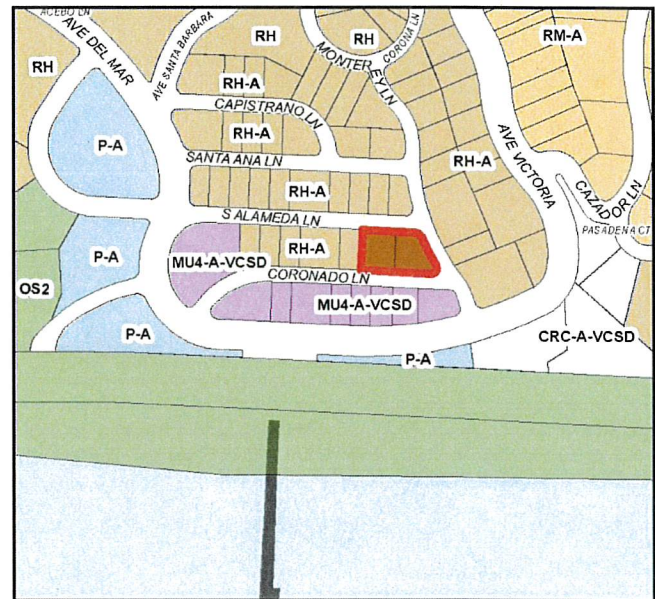 ACEBO LN
RH
AVE DEL MAR
AVE SANTA BARBARA
RH
MONTEREY LN
RH
CORONA LN
RM-A
RH-A
CAPISTRANO LN
P-A
RH-A
SANTA ANA LN
RH-A
AVE VICTORIA
CAZADOR LN
PASADENA CT
RH-A
S ALAMEDA LN
P-A
MU4-A-VCSD
RH-A
CORONADO LN
OS2
MU4-A-VCSD
P-A
CRC-A-VCSD
P-A